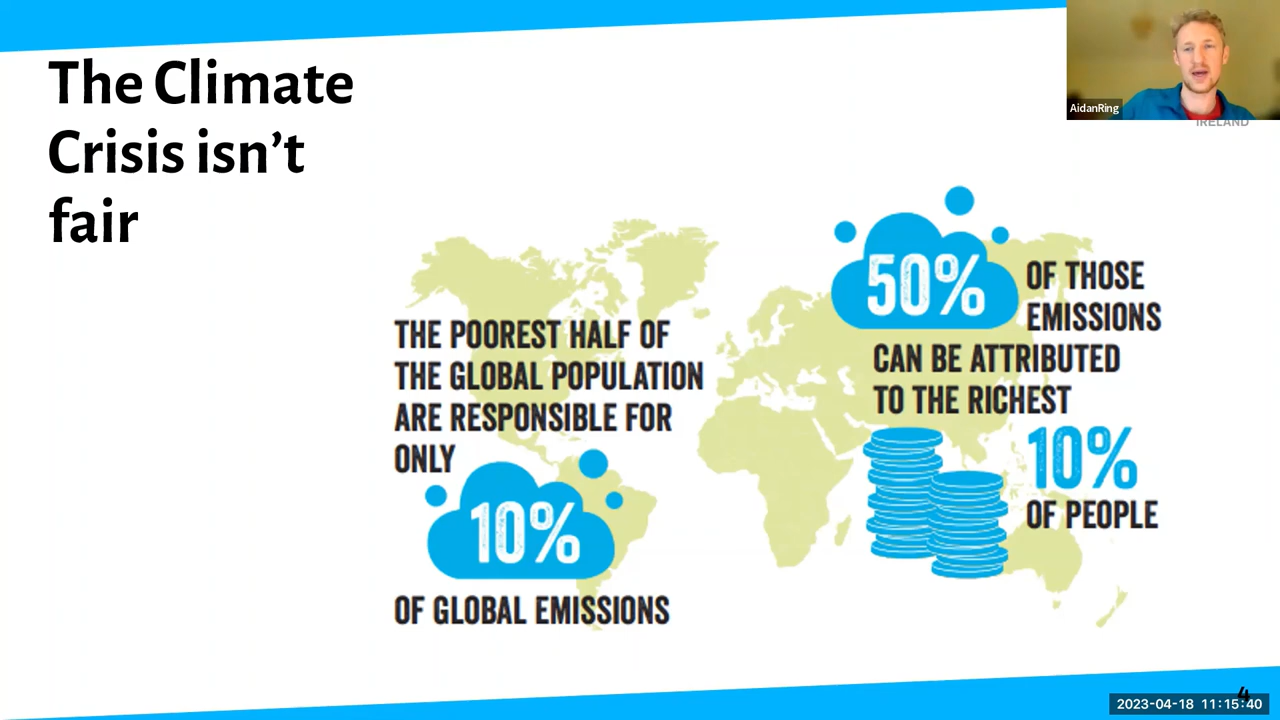 The Climate
Crisis isn’t
fair
AidanRing
IRELAND
THE POOREST HALF OF
THE GLOBAL POPULATION
ARE RESPONSIBLE FOR
ONLY
10%
OF GLOBAL EMISSIONS
50%
OF THOSE
EMISSIONS
CAN BE ATTRIBUTED
TO THE RICHEST
10%
OF PEOPLE
4
2023-04-18 11:15:40